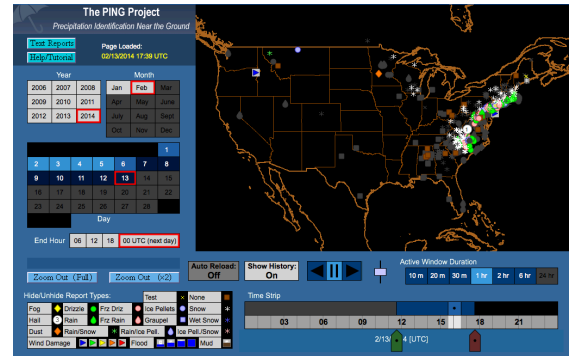 The PING Project
Precipitation Identification Near the Ground
Text Reports
Help/Tutorial
Page Loaded:
02/13/2014 17:39 UTC
Year Month
2006 2007 2008 Jan Feb Mar
2009 2010 2011 Apr May June
2012 2013 2014 July Aug Sept
Oct Nov Dec
1
2 3 4 5 6 7 8
9 10 11 12 13 14 15
16 17 18 19 20 21 22
23 24 25 26 27 28
Day
End Hour 06 12 18 00 UTC (next day)
Zoom Out (Full) Zoom Out (×2)
Auto Reload:
Off
Show History:
On
Active Window Duration
10 m 20 m 30 m 1 hr 2 hr 6 hr 24 hr
Hide/Unhide Report Types: Test None
Fog Drizzle Frz Drizl Ice Pellets Snow
Hail Rain Frz Rain Graupel Wet Snow
Dust Rain/Snow Rain/Ice Pell. Ice Pell./Snow
Wind Damage Flood Mud
Time Strip
03 06 09 12 15 18 21
[UTC]